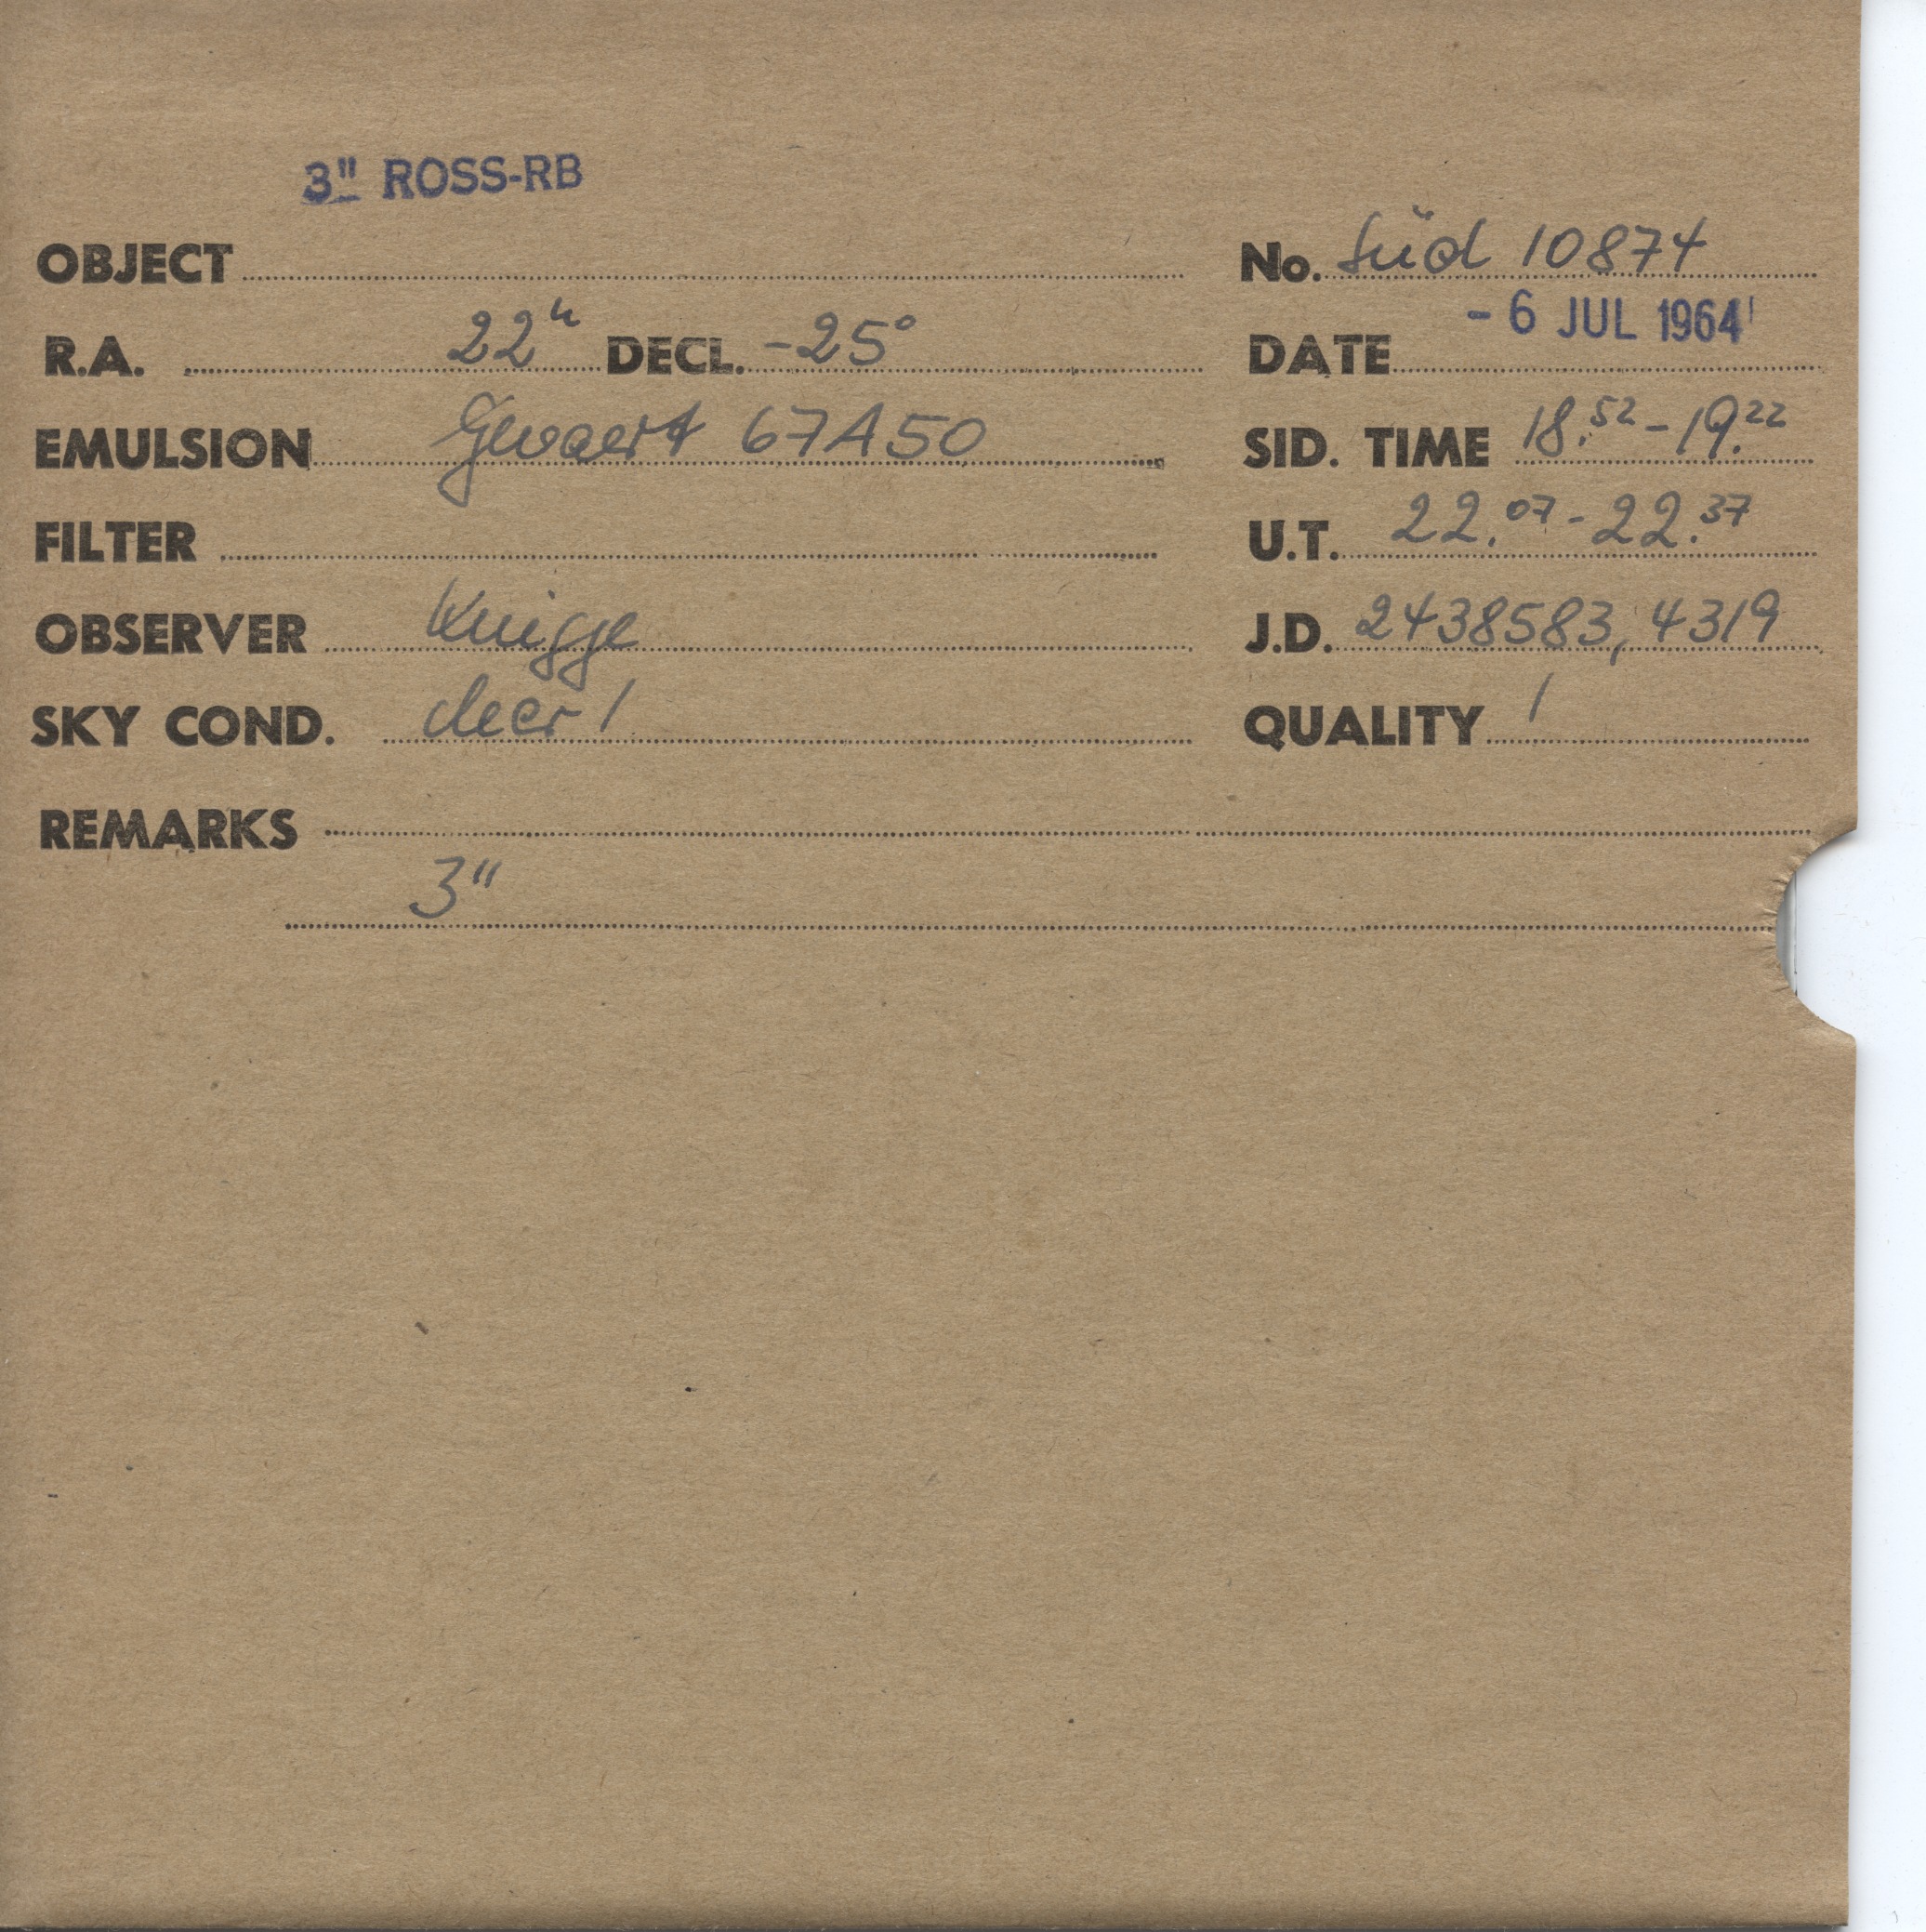 3" ROSS-RB
OBJECT No. Süd 10874
R.A. 22h DECL. -25° DATE - 6 JUL 1964
EMULSION Gevaert 67A50 SID. TIME 18.52 - 19.22
FILTER U.T. 22.07 - 22.37
OBSERVER Knigge J.D. 2438583,4319
SKY COND. clear 1 QUALITY 1
REMARKS
3"